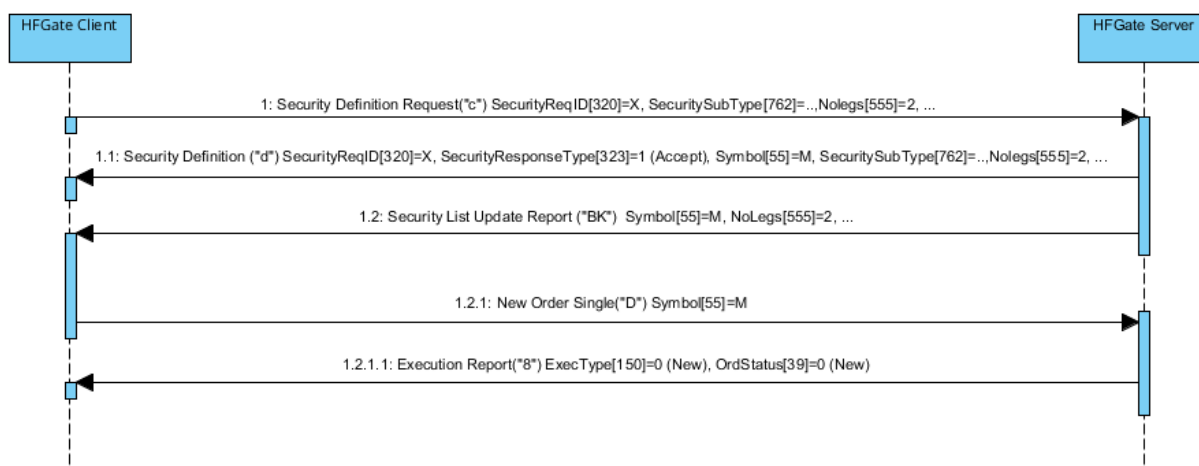 HFGate Client
HFGate Server
1: Security Definition Request("c") SecurityReqID[320]=X, SecuritySubType[762]=..,Nolegs[555]=2, ...
1.1: Security Definition ("d") SecurityReqID[320]=X, SecurityResponseType[323]=1 (Accept), Symbol[55]=M, SecuritySubType[762]=..,Nolegs[555]=2, ...
1.2: Security List Update Report ("BK") Symbol[55]=M, NoLegs[555]=2, ...
1.2.1: New Order Single("D") Symbol[55]=M
1.2.1.1: Execution Report("8") ExecType[150]=0 (New), OrdStatus[39]=0 (New)